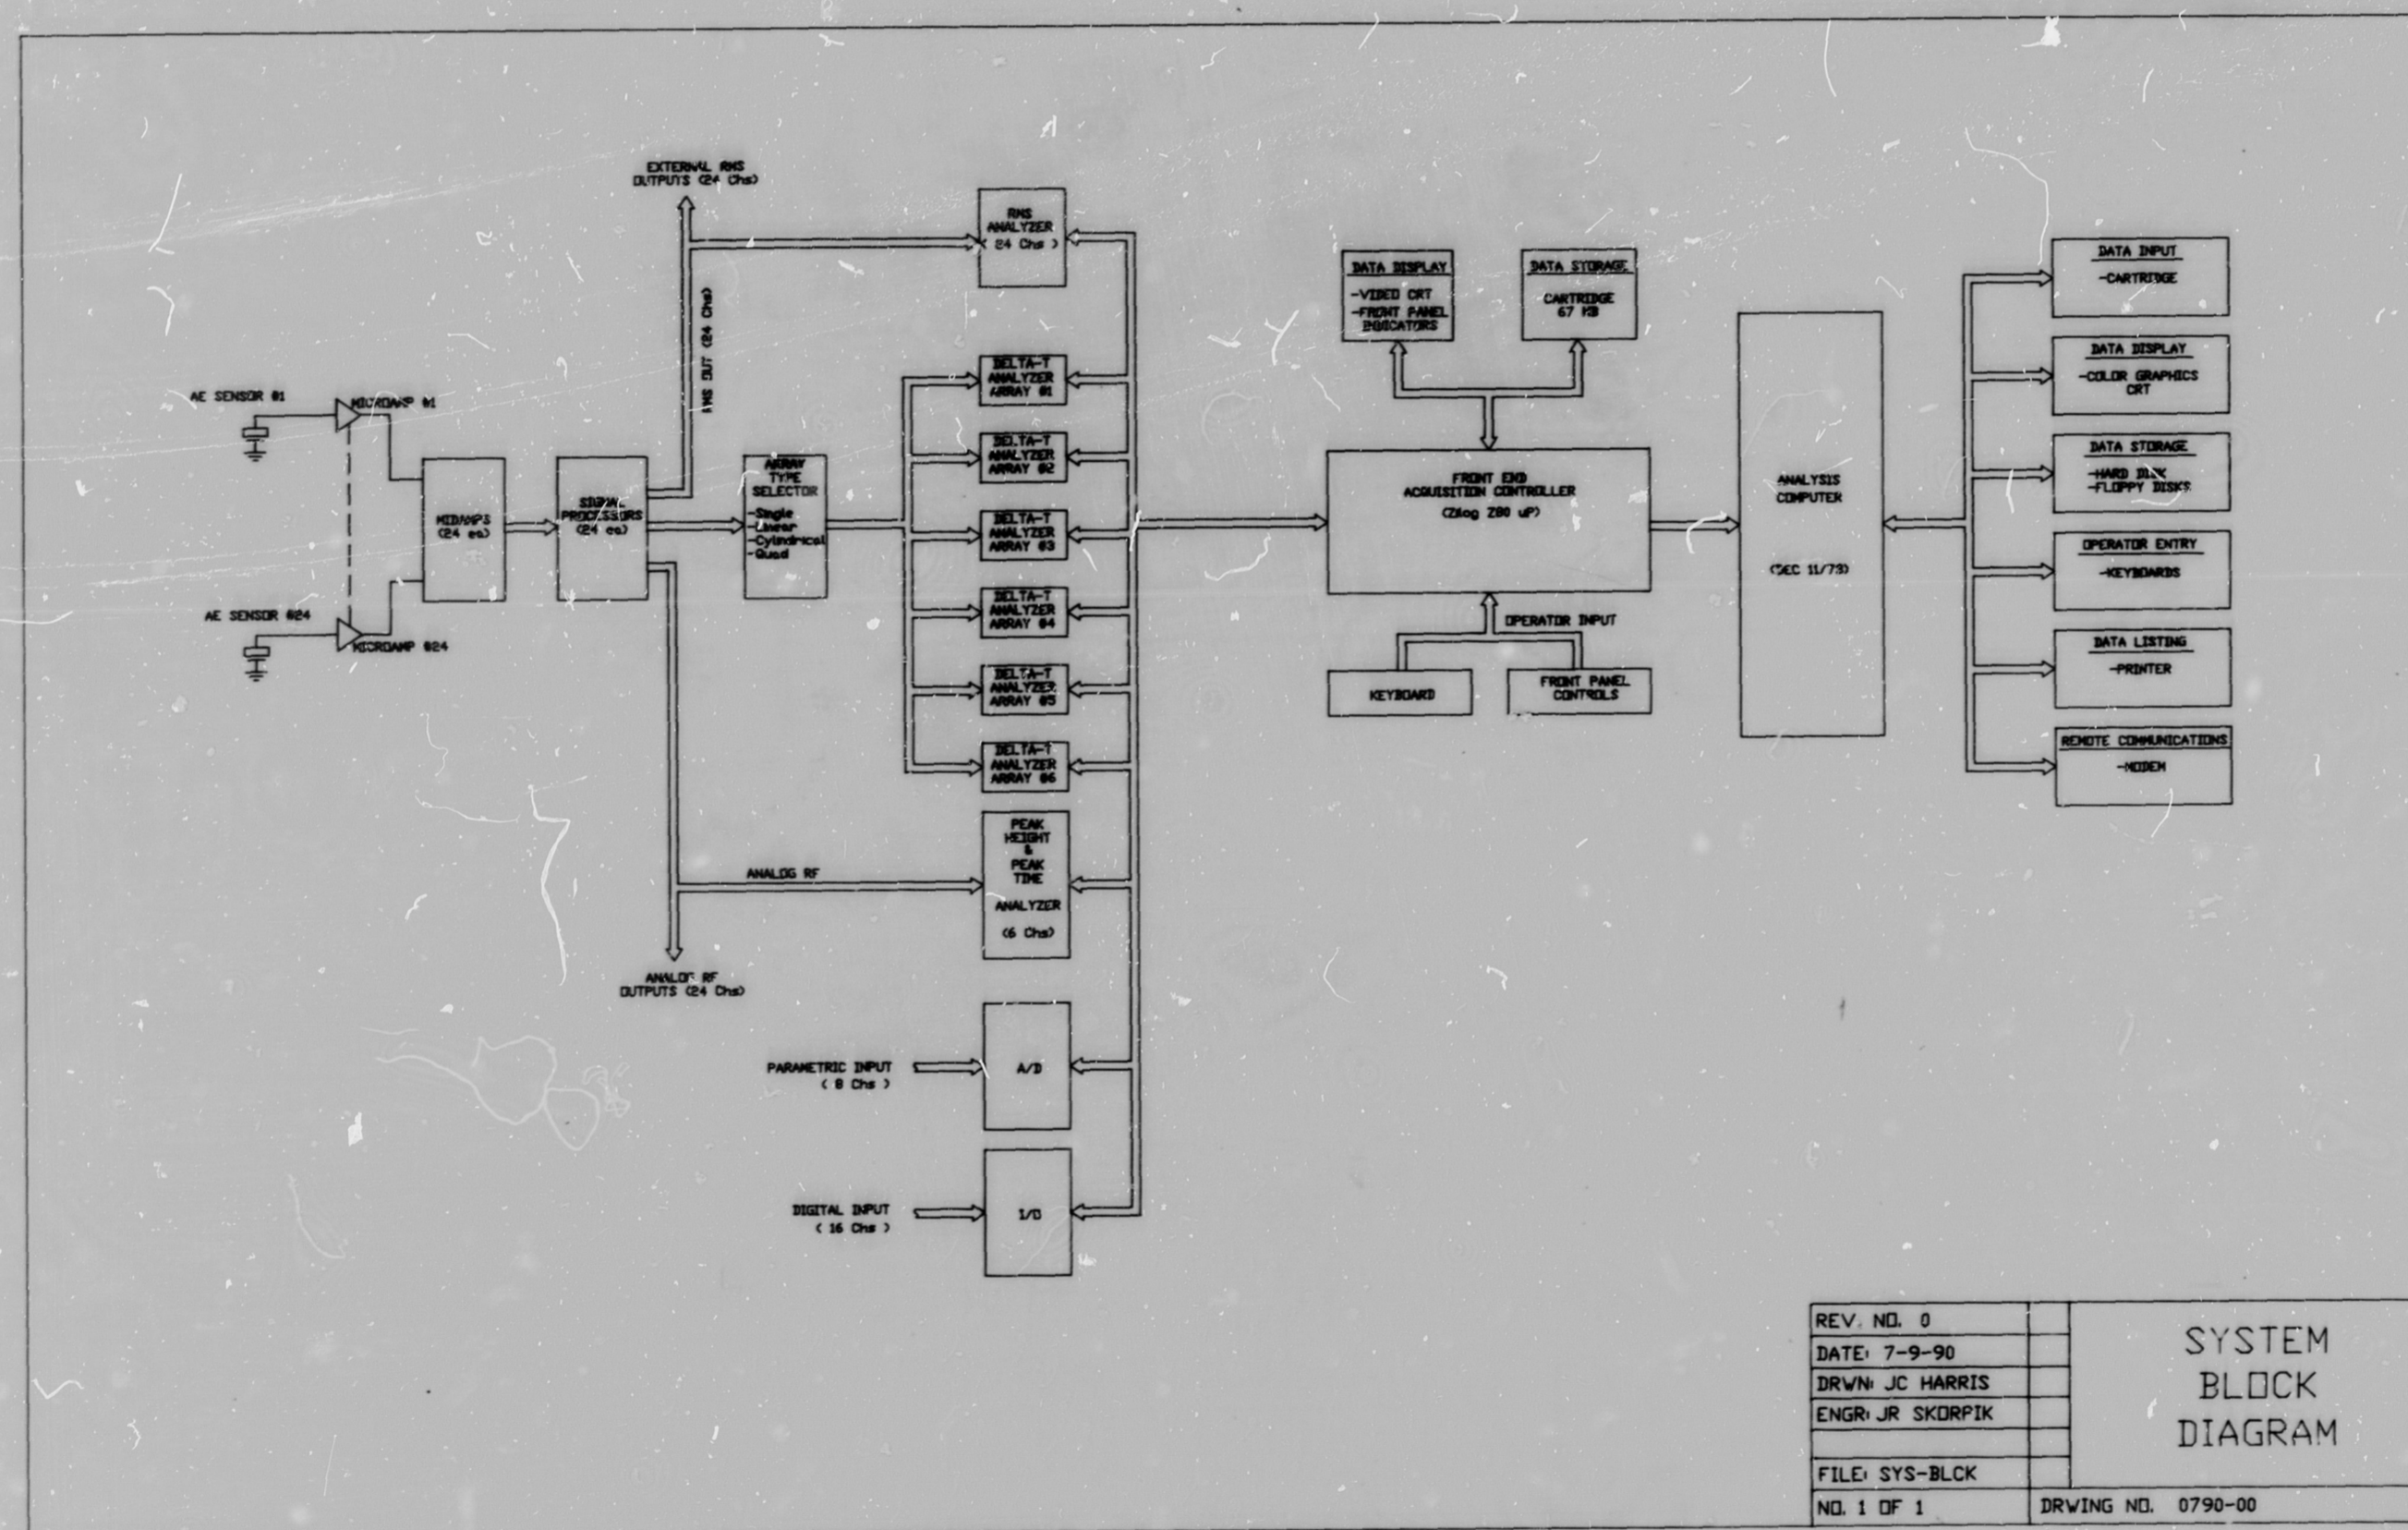 EXTERNAL RMS
OUTPUTS (24 Chs)
RMS OUT (24 Chs)
RMS
ANALYZER
( 24 Chs )
AE SENSOR #1
MICROAMP #1
AE SENSOR #24
MICROAMP #24
MIDAMPS
(24 ea)
SIGNAL
PROCESSORS
(24 ea)
ARRAY
TYPE
SELECTOR
-Single
-Linear
-Cylindrical
-Quad
DELTA-T
ANALYZER
ARRAY #1
DELTA-T
ANALYZER
ARRAY #2
DELTA-T
ANALYZER
ARRAY #3
DELTA-T
ANALYZER
ARRAY #4
DELTA-T
ANALYZER
ARRAY #5
DELTA-T
ANALYZER
ARRAY #6
PEAK
HEIGHT
&
PEAK
TIME
ANALYZER
(6 Chs)
ANALOG RF
ANALOG RF
OUTPUTS (24 Chs)
PARAMETRIC INPUT
( 8 Chs )
A/D
DIGITAL INPUT
( 16 Chs )
I/O
DATA DISPLAY
-VIDEO CRT
-FRONT PANEL
INDICATORS
DATA STORAGE
CARTRIDGE
67 MB
FRONT END
ACQUISITION CONTROLLER
(Zilog Z80 uP)
OPERATOR INPUT
KEYBOARD
FRONT PANEL
CONTROLS
ANALYSIS
COMPUTER
(DEC 11/73)
DATA INPUT
-CARTRIDGE
DATA DISPLAY
-COLOR GRAPHICS
CRT
DATA STORAGE
-HARD DISK
-FLOPPY DISKS
OPERATOR ENTRY
-KEYBOARDS
DATA LISTING
-PRINTER
REMOTE COMMUNICATIONS
-MODEM
REV. NO. 0
DATE: 7-9-90
DRWN: JC HARRIS
ENGR: JR SKORPIK
FILE: SYS-BLCK
NO. 1 OF 1
SYSTEM
BLOCK
DIAGRAM
DRWING NO. 0790-00